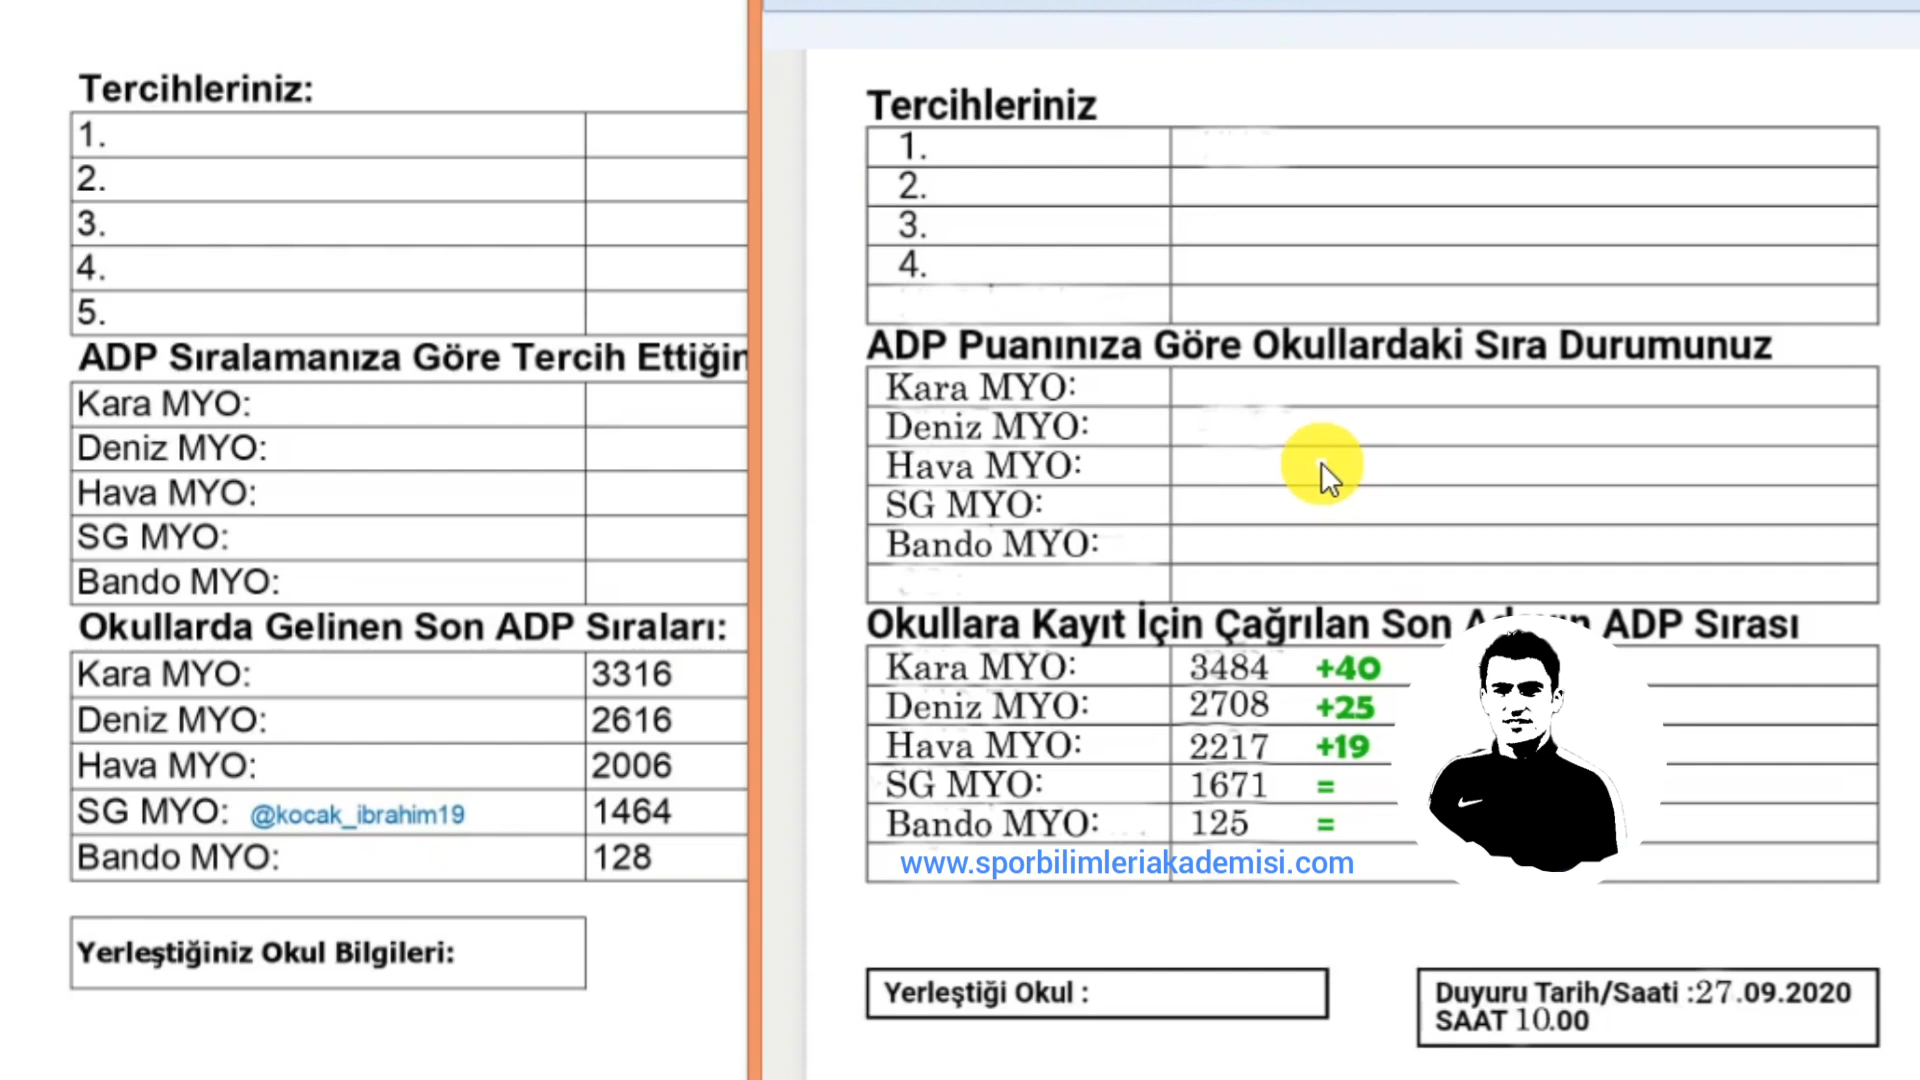 Tercihleriniz:
1.
2.
3.
4.
5.
ADP Sıralamanıza Göre Tercih
Kara MYO:
Deniz MYO:
Hava MYO:
SG MYO:
Bando MYO:
Okullarda Gelinen Son ADP Sıraları:
Kara MYO: 3316
Deniz MYO: 2616
Hava MYO: 2006
SG MYO: @kocak_ibrahim19 1464
Bando MYO: 128
Yerleştiğiniz Okul Bilgileri:
Tercihleriniz
1.
2.
3.
4.
ADP Puanınıza Göre Okullardaki Sıra Durumunuz
Kara MYO:
Deniz MYO:
Hava MYO:
SG MYO:
Bando MYO:
Okullara Kayıt İçin Çağrılan Son ADP Sırası
Kara MYO: 3484 +40
Deniz MYO: 2708 +25
Hava MYO: 2217 +19
SG MYO: 1671 =
Bando MYO: 125 =
www.sporbilimleriakademisi.com
Yerleştiği Okul :
Duyuru Tarih/Saati :27.09.2020
SAAT 10.00